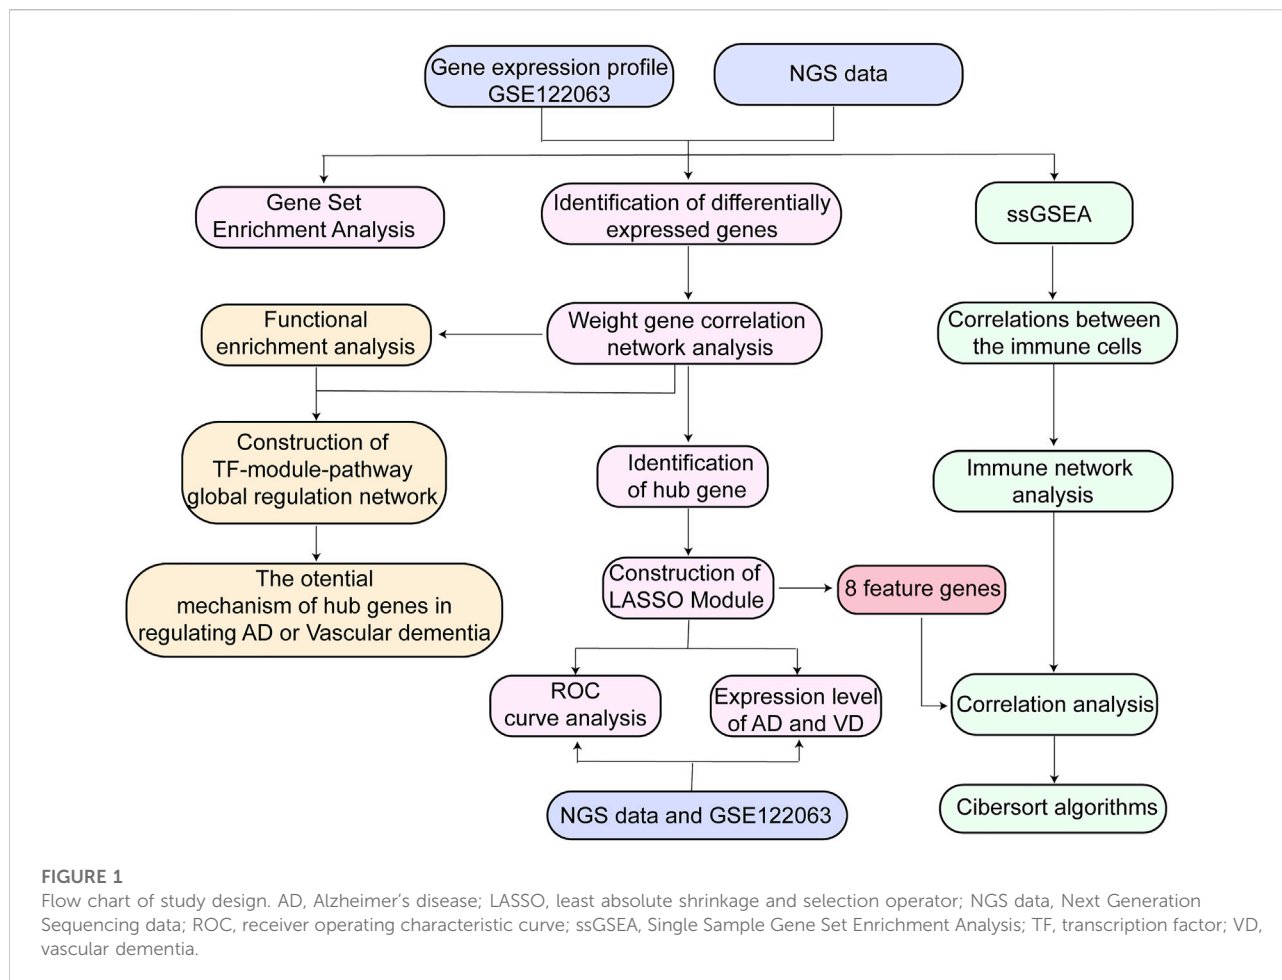 Gene expression profile
GSE122063
NGS data
Gene Set
Enrichment Analysis
Identification of differentially
expressed genes
ssGSEA
Functional
enrichment analysis
Weight gene correlation
network analysis
Correlations between
the immune cells
Construction of
TF-module-pathway
global regulation network
Identification
of hub gene
Immune network
analysis
The otential
mechanism of hub genes in
regulating AD or Vascular dementia
Construction of
LASSO Module
8 feature genes
ROC
curve analysis
Expression level
of AD and VD
Correlation analysis
NGS data and GSE122063
Cibersort algorithms
FIGURE 1
Flow chart of study design. AD, Alzheimer's disease; LASSO, least absolute shrinkage and selection operator; NGS data, Next Generation
Sequencing data; ROC, receiver operating characteristic curve; ssGSEA, Single Sample Gene Set Enrichment Analysis; TF, transcription factor; VD,
vascular dementia.